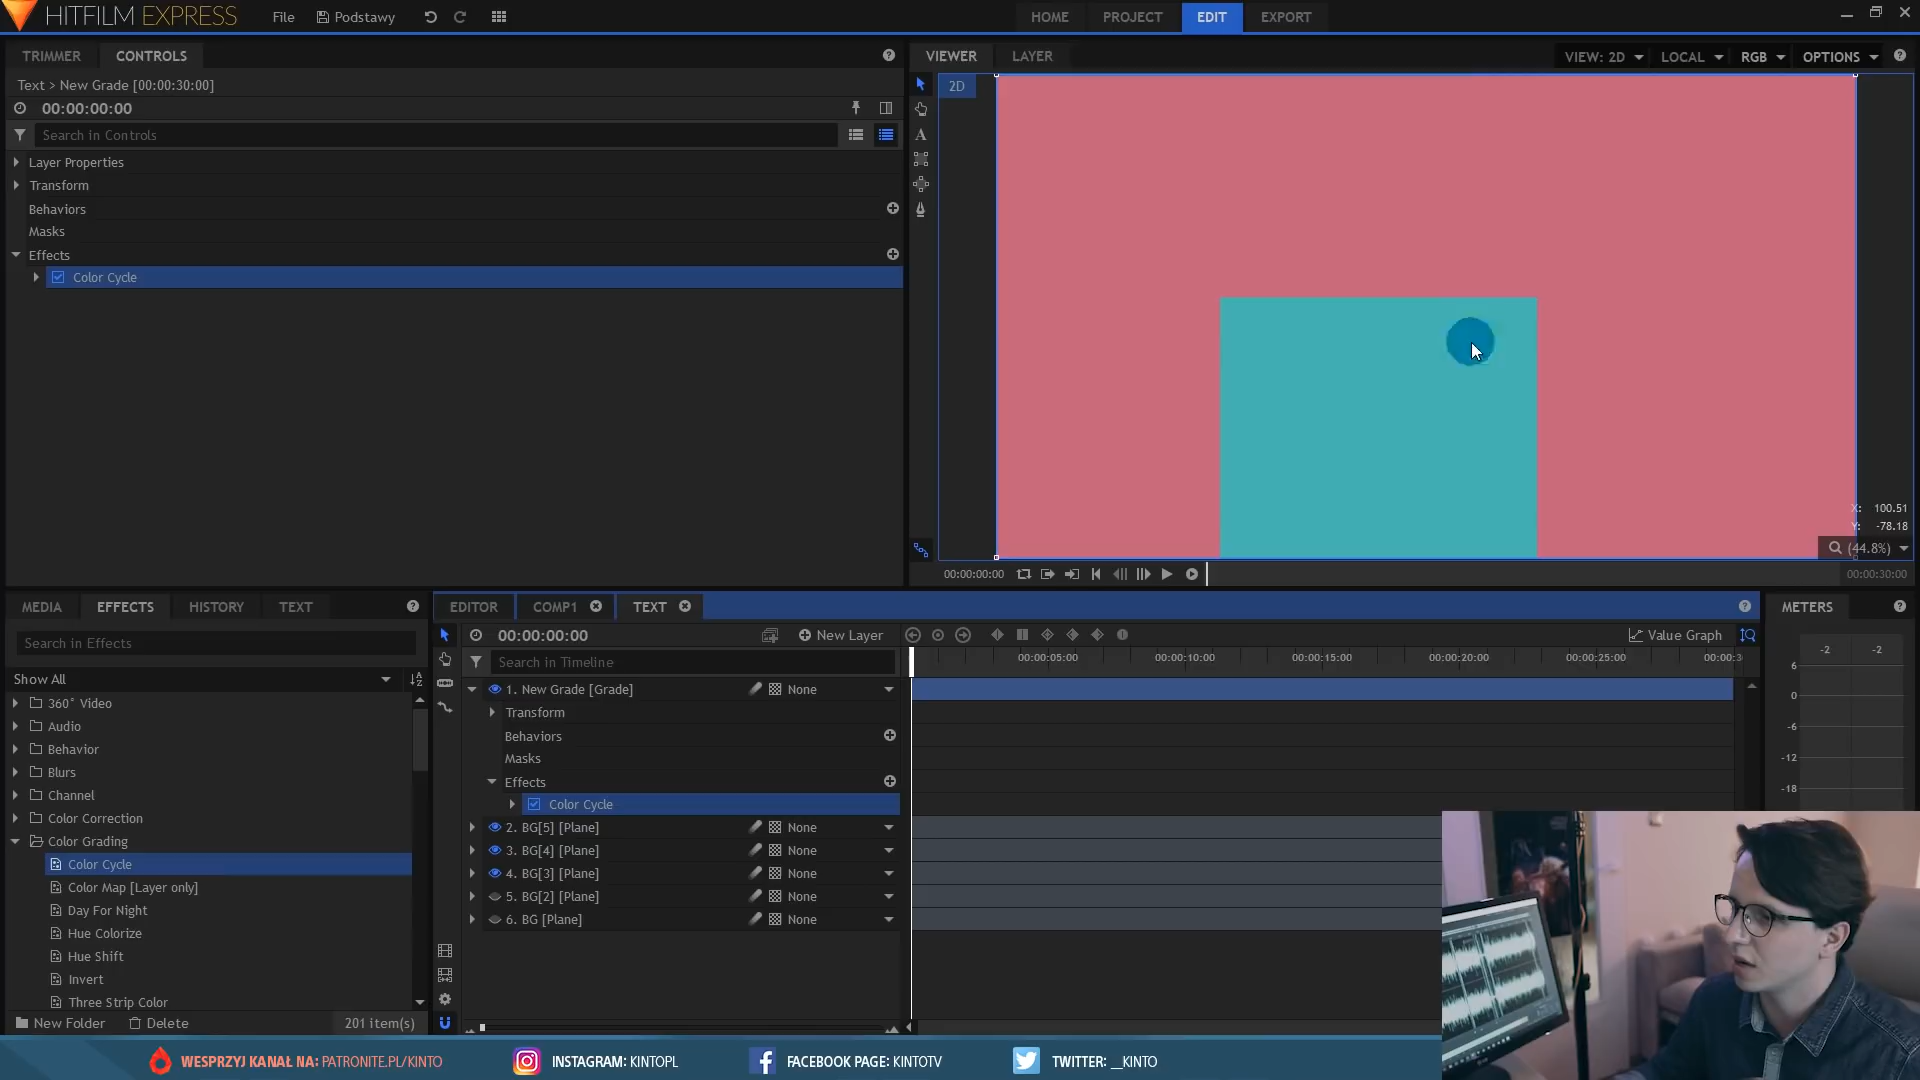 HITFILM EXPRESS
File
Podstawy
HOME
PROJECT
EDIT
EXPORT
TRIMMER
CONTROLS
Text > New Grade [00:00:30:00]
00:00:00:00
Search in Controls
Layer Properties
Transform
Behaviors
Masks
Effects
Color Cycle
VIEWER
LAYER
VIEW: 2D
LOCAL
RGB
OPTIONS
2D
X: 100.51
Y: -78.18
(44.8%)
00:00:00:00
00:00:30:00
MEDIA
EFFECTS
HISTORY
TEXT
Search in Effects
Show All
360° Video
Audio
Behavior
Blurs
Channel
Color Correction
Color Grading
Color Cycle
Color Map [Layer only]
Day For Night
Hue Colorize
Hue Shift
Invert
Three Strip Color
New Folder
Delete
201 item(s)
EDITOR
COMP1
TEXT
00:00:00:00
New Layer
Value Graph
Search in Timeline
00:00:05:00
00:00:10:00
00:00:15:00
00:00:20:00
00:00:25:00
00:00:3
1. New Grade [Grade]
None
Transform
Behaviors
Masks
Effects
Color Cycle
2. BG[5] [Plane]
None
3. BG[4] [Plane]
None
4. BG[3] [Plane]
None
5. BG[2] [Plane]
None
6. BG [Plane]
None
METERS
-2
-2
6
0
-6
-12
-18
WESPRZYJ KANAŁ NA: PATRONITE.PL/KINTO
INSTAGRAM: KINTOPL
FACEBOOK PAGE: KINTOTV
TWITTER: __KINTO